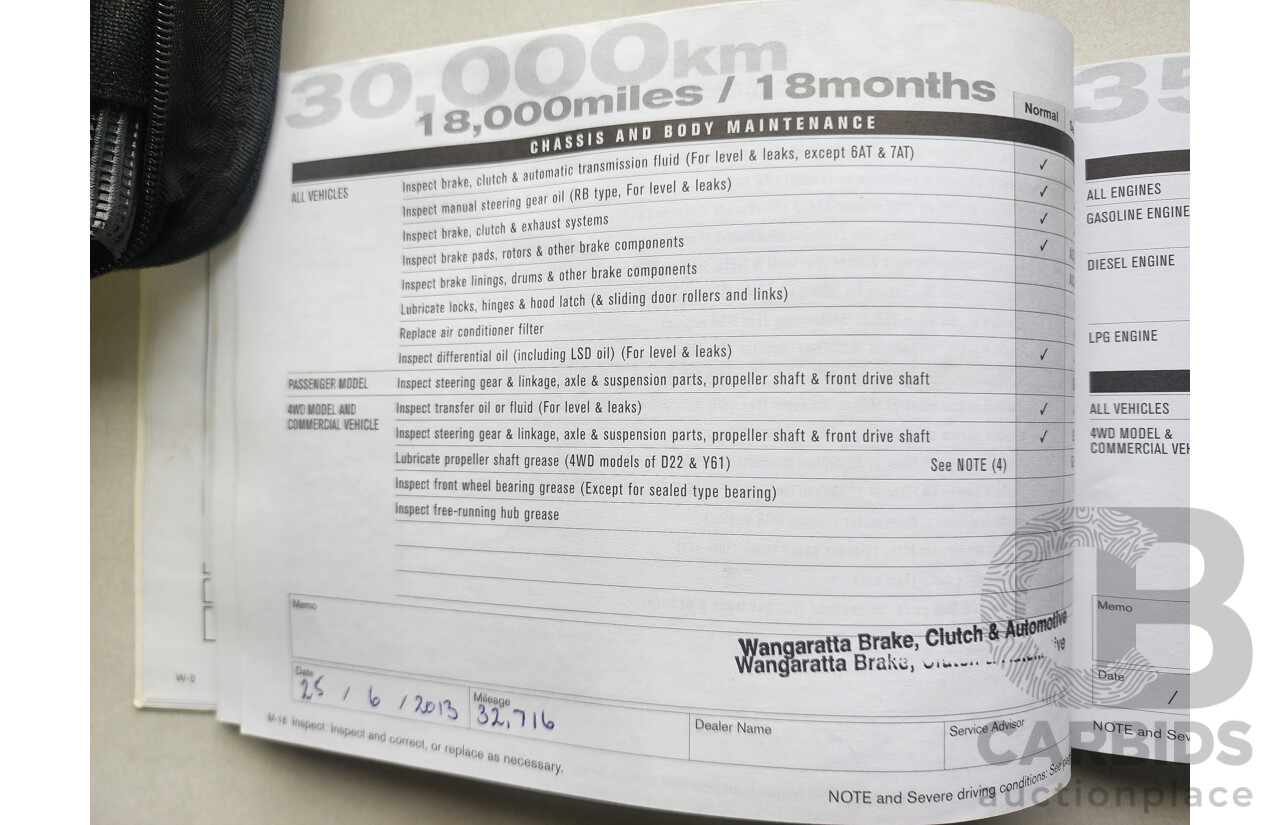 30,000km
18,000miles / 18months
Normal
CHASSIS AND BODY MAINTENANCE
ALL VEHICLES
Inspect brake, clutch & automatic transmission fluid (For level & leaks, except 6AT & 7AT) ✓
Inspect manual steering gear oil (RB type, For level & leaks) ✓
Inspect brake, clutch & exhaust systems ✓
Inspect brake pads, rotors & other brake components ✓
Inspect brake linings, drums & other brake components
Lubricate locks, hinges & hood latch (& sliding door rollers and links)
Replace air conditioner filter
Inspect differential oil (including LSD oil) (For level & leaks) ✓
PASSENGER MODEL Inspect steering gear & linkage, axle & suspension parts, propeller shaft & front drive shaft
4WD MODEL AND
COMMERCIAL VEHICLE
Inspect transfer oil or fluid (For level & leaks) ✓
Inspect steering gear & linkage, axle & suspension parts, propeller shaft & front drive shaft ✓
Lubricate propeller shaft grease (4WD models of D22 & Y61) See NOTE (4)
Inspect front wheel bearing grease (Except for sealed type bearing)
Inspect free-running hub grease
Memo
Wangaratta Brake, Clutch & Automotive
Wangaratta Brake,
Date
25 / 6 / 2013
Mileage
32,716
Dealer Name
Service Advisor
M-16 Inspect: Inspect and correct, or replace as necessary.
NOTE and Severe driving conditions: See
W-9
35
ALL ENGINES
GASOLINE ENGINE
DIESEL ENGINE
LPG ENGINE
ALL VEHICLES
4WD MODEL &
COMMERCIAL VEH
Memo
Date
/
NOTE and Sev
CB
CARBIDS
auctionplace